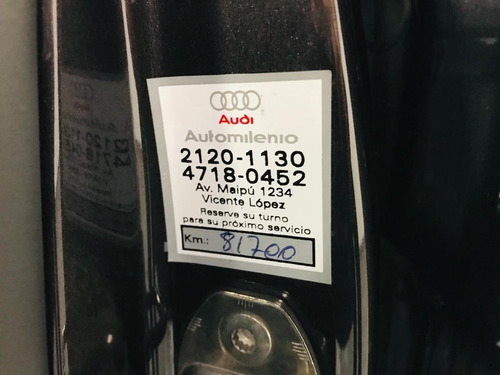 Audi
Automilenio
2120-1130
4718-0452
Av. Maipú 1234
Vicente López
Reserve su turno
para su próximo servicio
Km.: 81700